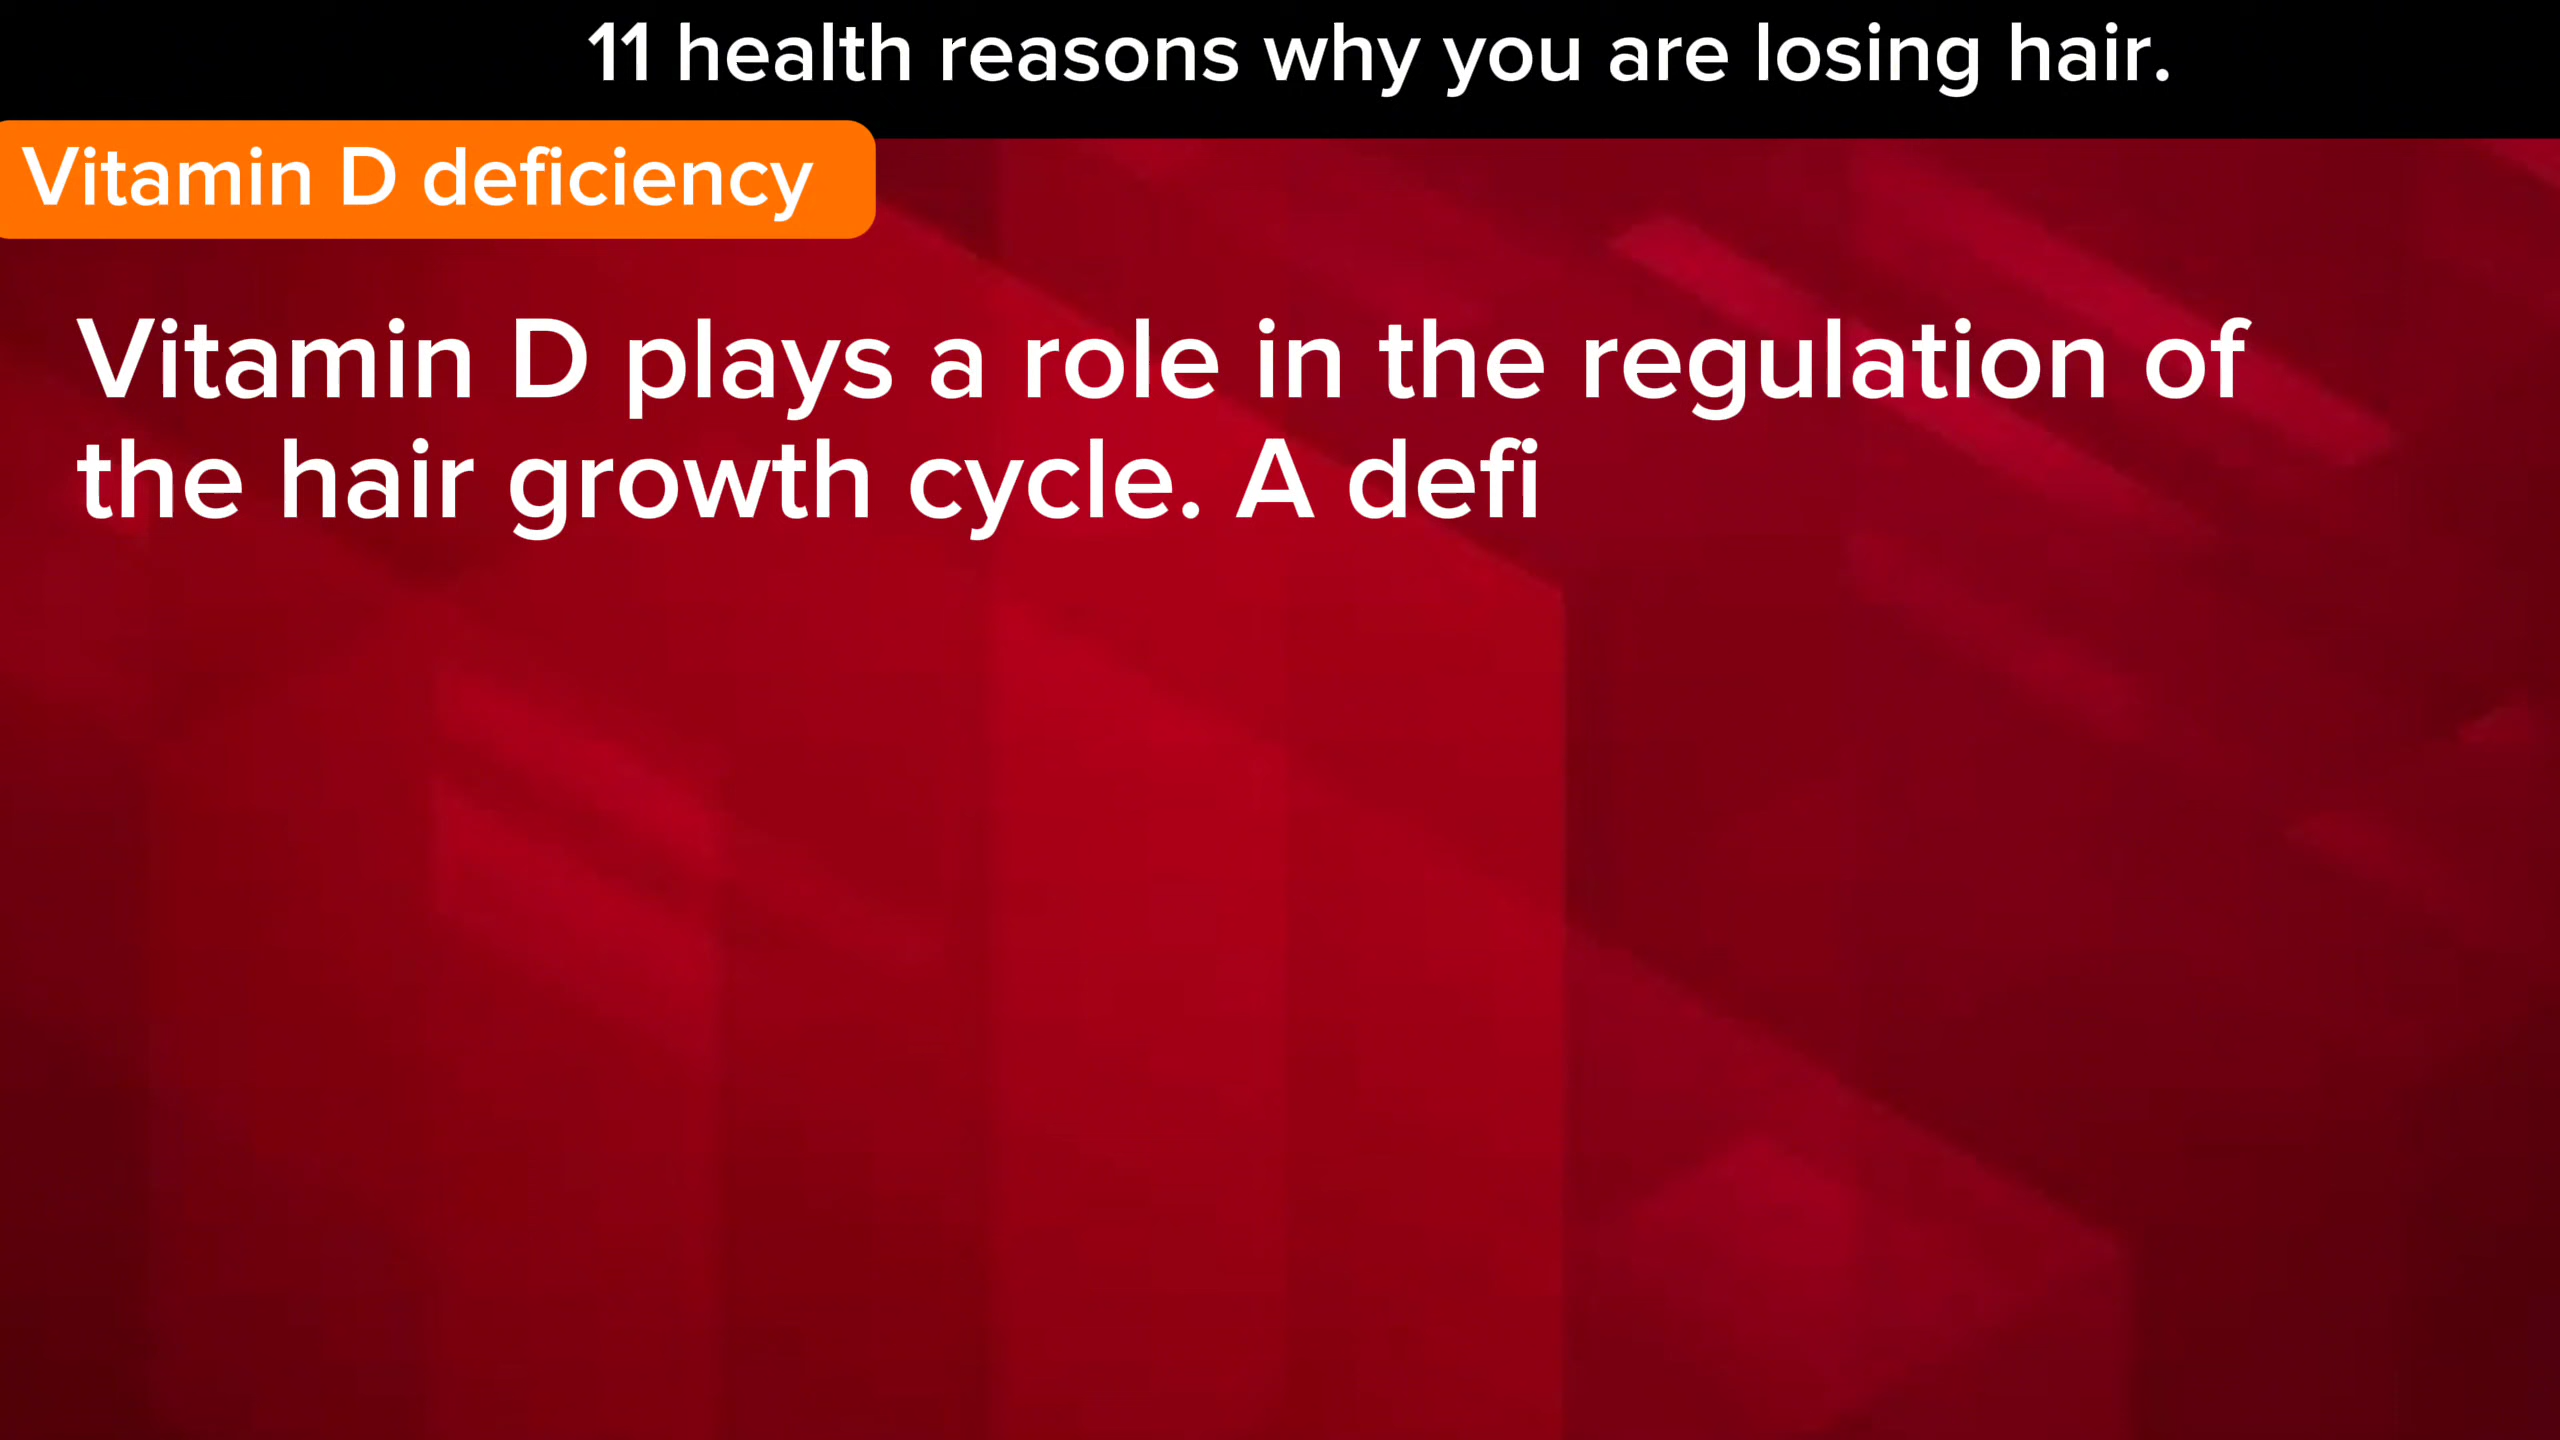 11 health reasons why you are losing hair.
Vitamin D deficiency
Vitamin D plays a role in the regulation of
the hair growth cycle. A defi